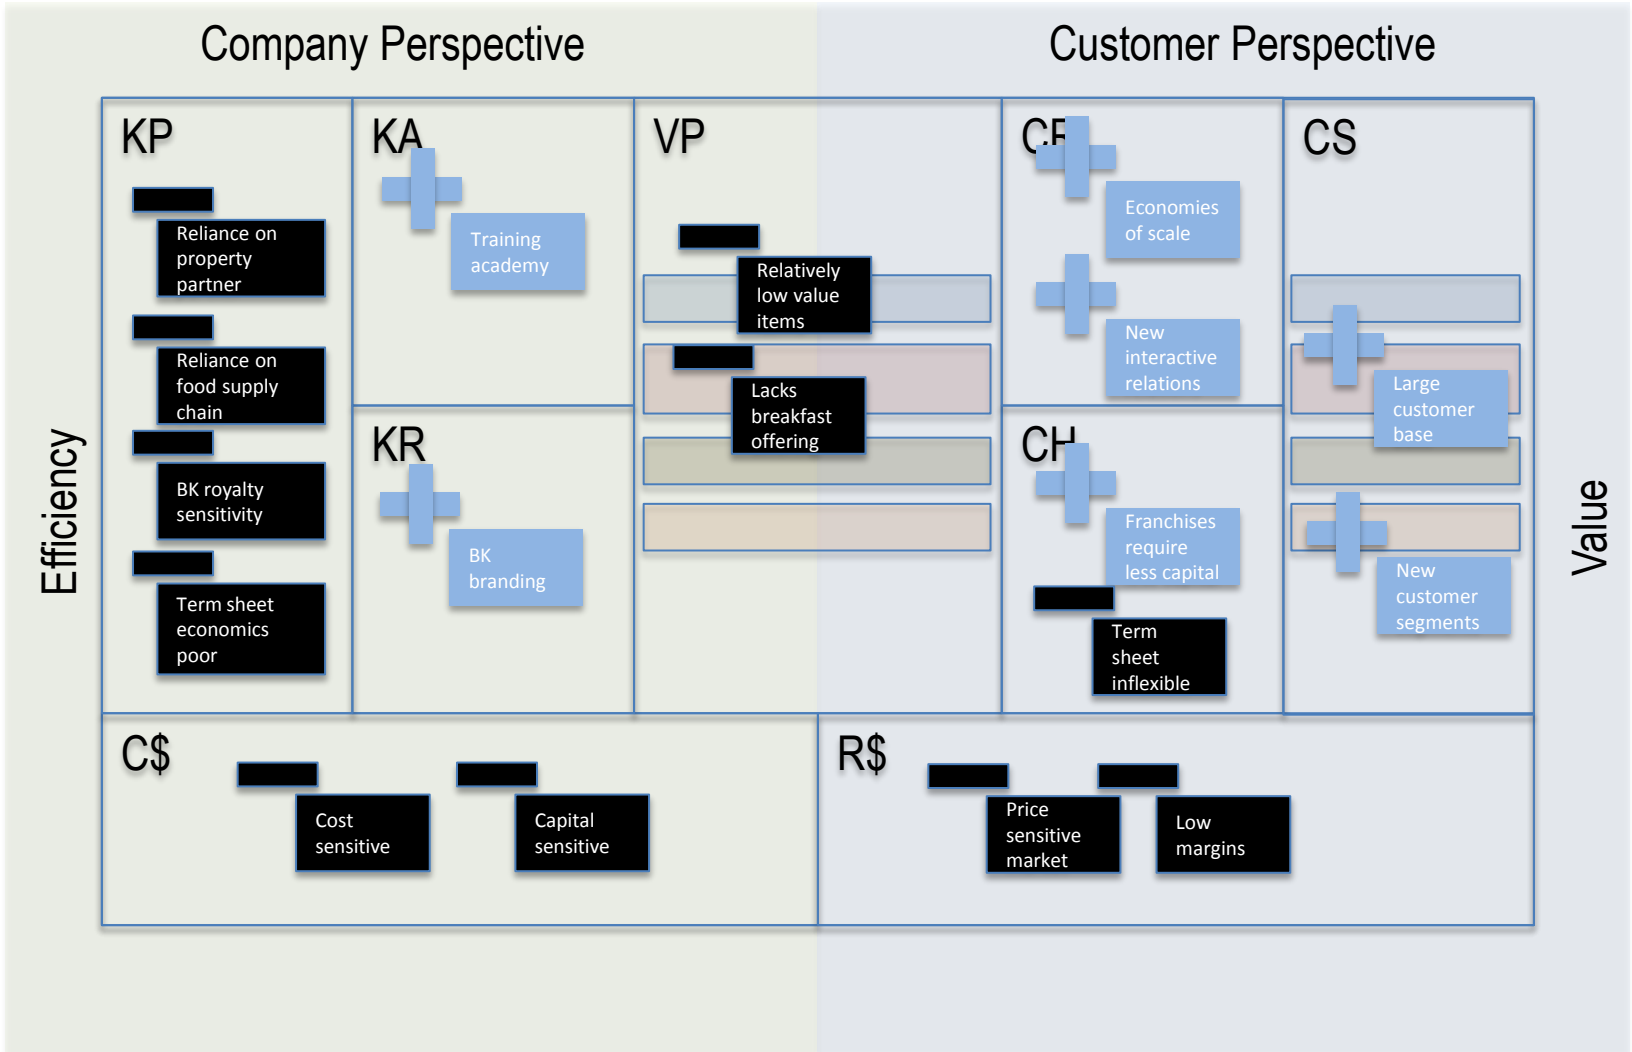 Company Perspective
Customer Perspective
Efficiency
Value
KP
Reliance on
property
partner
Reliance on
food supply
chain
BK royalty
sensitivity
Term sheet
economics
poor
KA
Training
academy
KR
BK
branding
VP
Relatively
low value
items
Lacks
breakfast
offering
CR
Economies
of scale
New
interactive
relations
CH
Franchises
require
less capital
Term
sheet
inflexible
CS
Large
customer
base
New
customer
segments
C$
Cost
sensitive
Capital
sensitive
R$
Price
sensitive
market
Low
margins